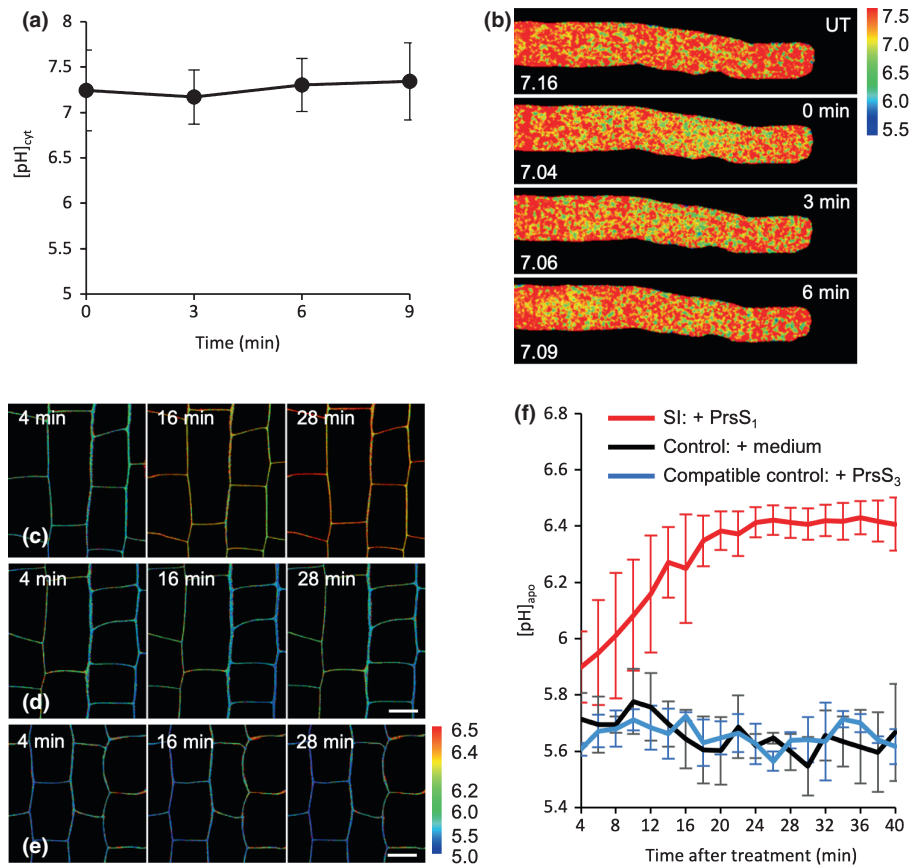 (a)
8
7.5
7
6.5
6
5.5
5
[pH]cyt
0
3
6
9
Time (min)
(b)
UT
7.16
0 min
7.04
3 min
7.06
6 min
7.09
7.5
7.0
6.5
6.0
5.5
4 min
16 min
28 min
(c)
4 min
16 min
28 min
(d)
4 min
16 min
28 min
(e)
6.5
6.2
6.0
5.5
5.0
(f)
6.8
6.6
6.4
6.2
6
5.8
5.6
5.4
[pH]apo
SI: + PrsS1
Control: + medium
Compatible control: + PrsS3
4
8
12
16
20
24
28
32
36
40
Time after treatment (min)